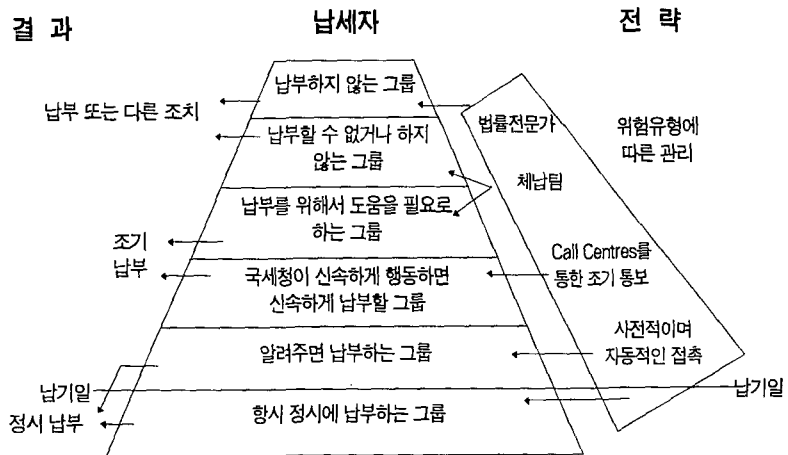 결 과
납세자
전 략
납부하지 않는 그룹
납부 또는 다른 조치
법률전문가
위험유형에
따른 관리
납부할 수 없거나 하지
않는 그룹
체납팀
납부를 위해서 도움을 필요로
하는 그룹
조기
납부
Call Centres를
통한 조기 통보
국세청이 신속하게 행동하면
신속하게 납부할 그룹
사전적이며
자동적인 접촉
알려주면 납부하는 그룹
납기일
납기일
정시 납부
항시 정시에 납부하는 그룹